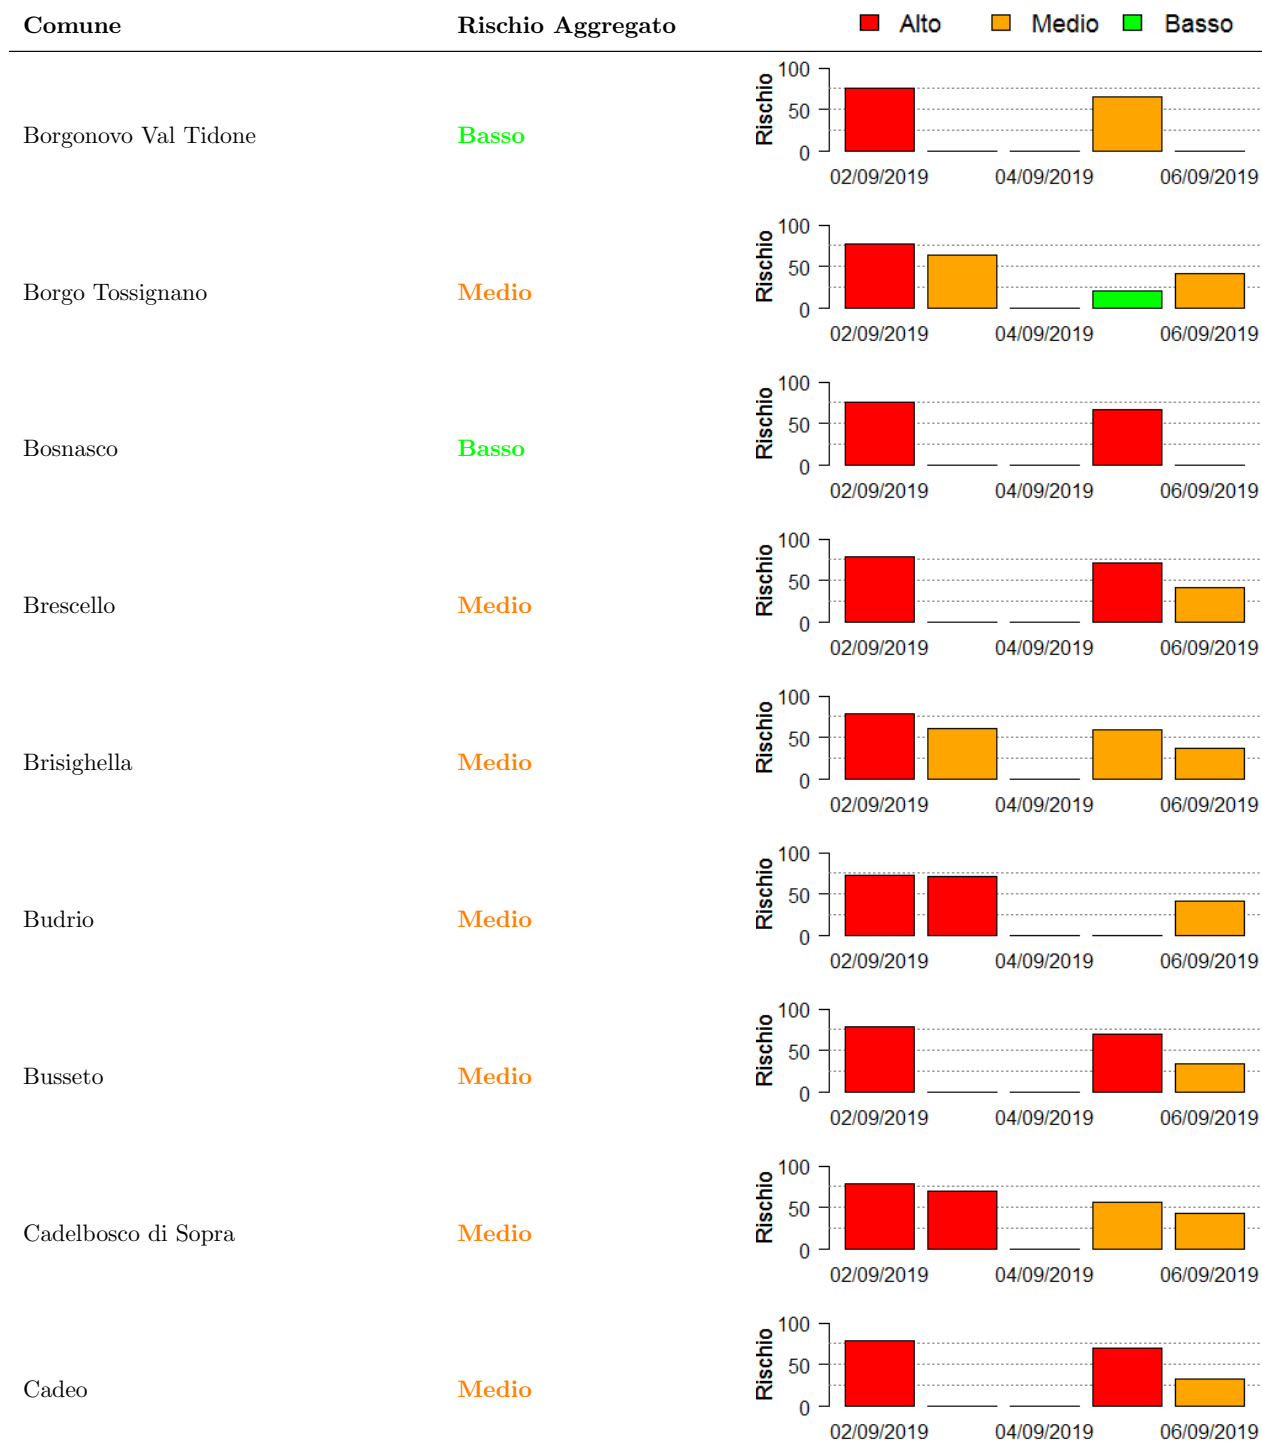 Comune Rischio Aggregato Alto Medio Basso
100
50
0
Rischio
Borgonovo Val Tidone Basso
02/09/2019 04/09/2019 06/09/2019
100
50
0
Rischio
Borgo Tossignano Medio
02/09/2019 04/09/2019 06/09/2019
100
50
0
Rischio
Bosnasco Basso
02/09/2019 04/09/2019 06/09/2019
100
50
0
Rischio
Brescello Medio
02/09/2019 04/09/2019 06/09/2019
100
50
0
Rischio
Brisighella Medio
02/09/2019 04/09/2019 06/09/2019
100
50
0
Rischio
Budrio Medio
02/09/2019 04/09/2019 06/09/2019
100
50
0
Rischio
Busseto Medio
02/09/2019 04/09/2019 06/09/2019
100
50
0
Rischio
Cadelbosco di Sopra Medio
02/09/2019 04/09/2019 06/09/2019
100
50
0
Rischio
Cadeo Medio
02/09/2019 04/09/2019 06/09/2019